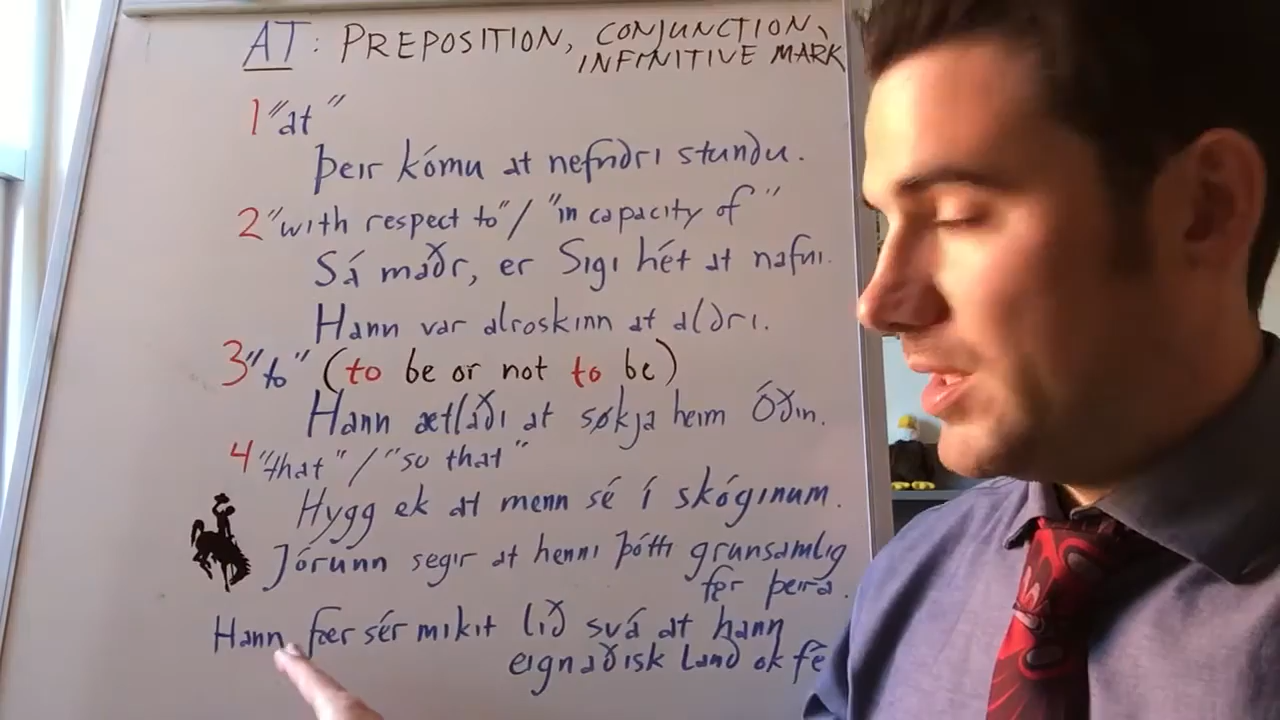 AT: PREPOSITION, CONJUNCTION,
INFINITIVE MARK
1 "at"
Þeir kómu at nefndri stundu.
2 "with respect to" / "in capacity of"
Sá maðr, er Sigi hét at nafni.
Hann var alroskinn at aldri.
3 "to" (to be or not to be)
Hann ætlaði at søkja heim Óðin.
4 "that" / "so that"
Hygg ek at menn sé í skóginum.
Jórunn segir at henni þótti grunsamlig
fęr þeira.
Hann fær sér mikit lið svá at hann
eignaðisk land ok fé